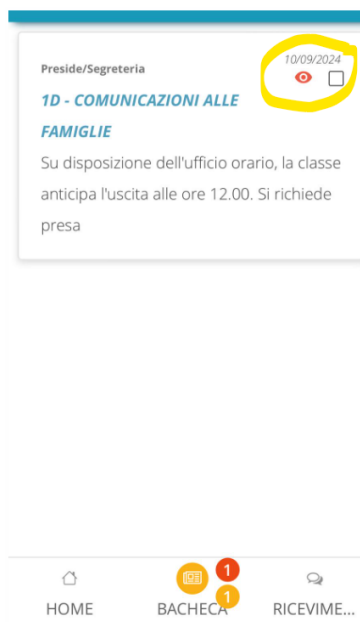 10/09/2024
Preside/Segreteria
1D - COMUNICAZIONI ALLE
FAMIGLIE
Su disposizione dell'ufficio orario, la classe
anticipa l'uscita alle ore 12.00. Si richiede
presa
1
1
HOME
BACHECA
RICEVIME...